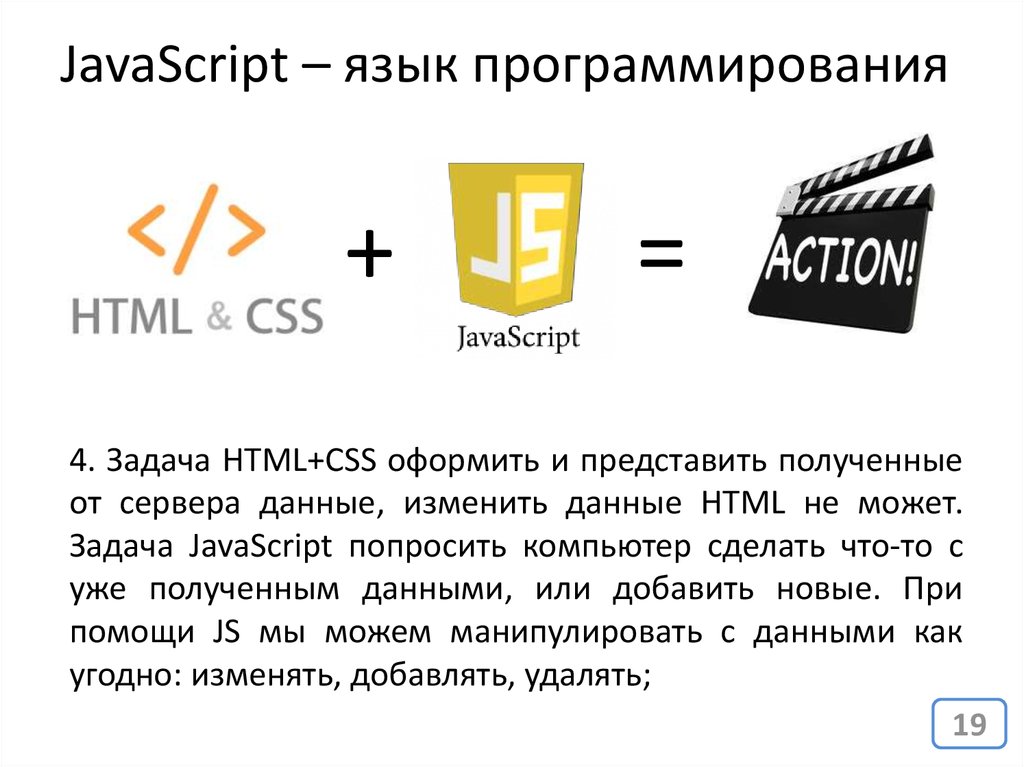 JavaScript – язык программирования
</>
HTML & CSS
+
JS
JavaScript
=
ACTION!
4. Задача HTML+CSS оформить и представить полученные
от сервера данные, изменить данные HTML не может.
Задача JavaScript попросить компьютер сделать что-то с
уже полученным данными, или добавить новые. При
помощи JS мы можем манипулировать с данными как
угодно: изменять, добавлять, удалять;
19